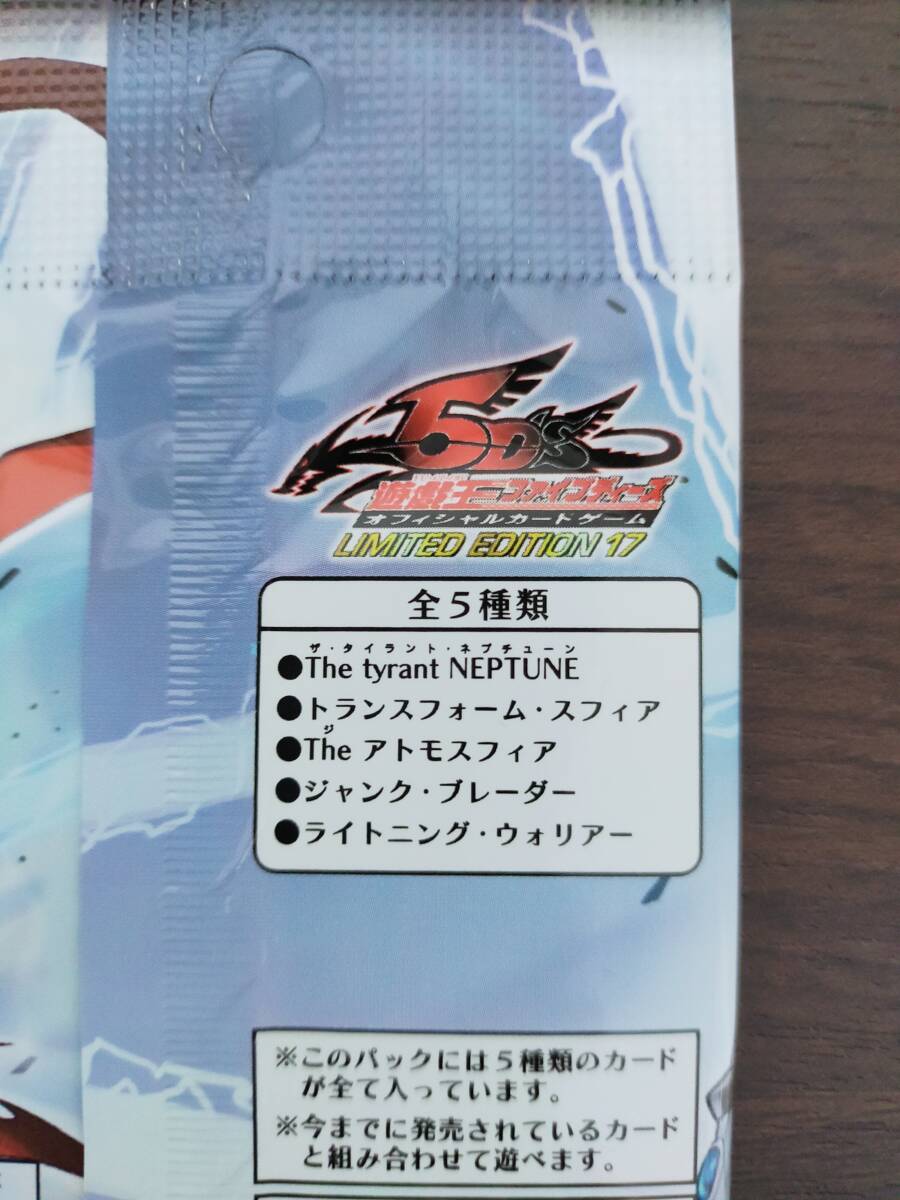 5D's
遊戯王ファイブディーズ
オフィシャルカードゲーム
LIMITED EDITION 17
全5種類
ザ・タイラント・ネプチューン
●The tyrant NEPTUNE
●トランスフォーム・スフィア
ジ
●The アトモスフィア
●ジャンク・ブレーダー
●ライトニング・ウォリアー
※このパックには5種類のカード
が全て入っています。
※今までに発売されているカード
と組み合わせて遊べます。